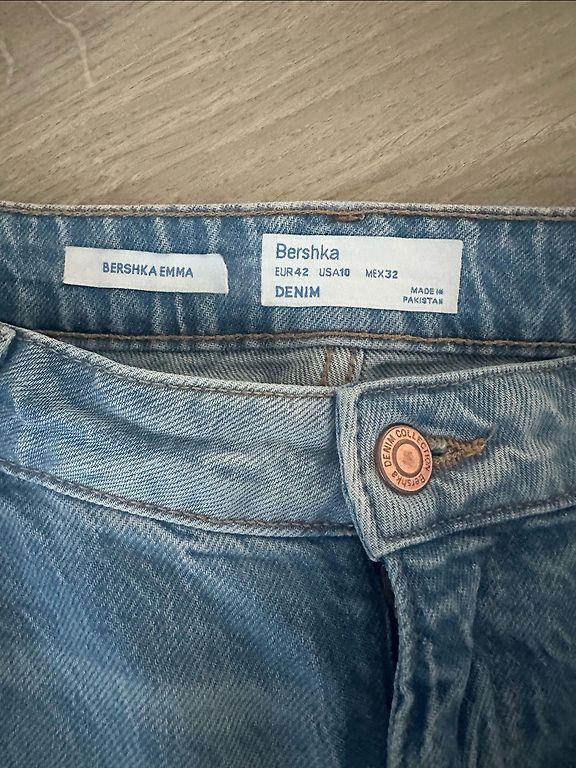 BERSHKA EMMA
Bershka
EUR42 USA10 MEX32
DENIM
MADE IN
PAKISTAN
DENIM COLLECTION
Bershka